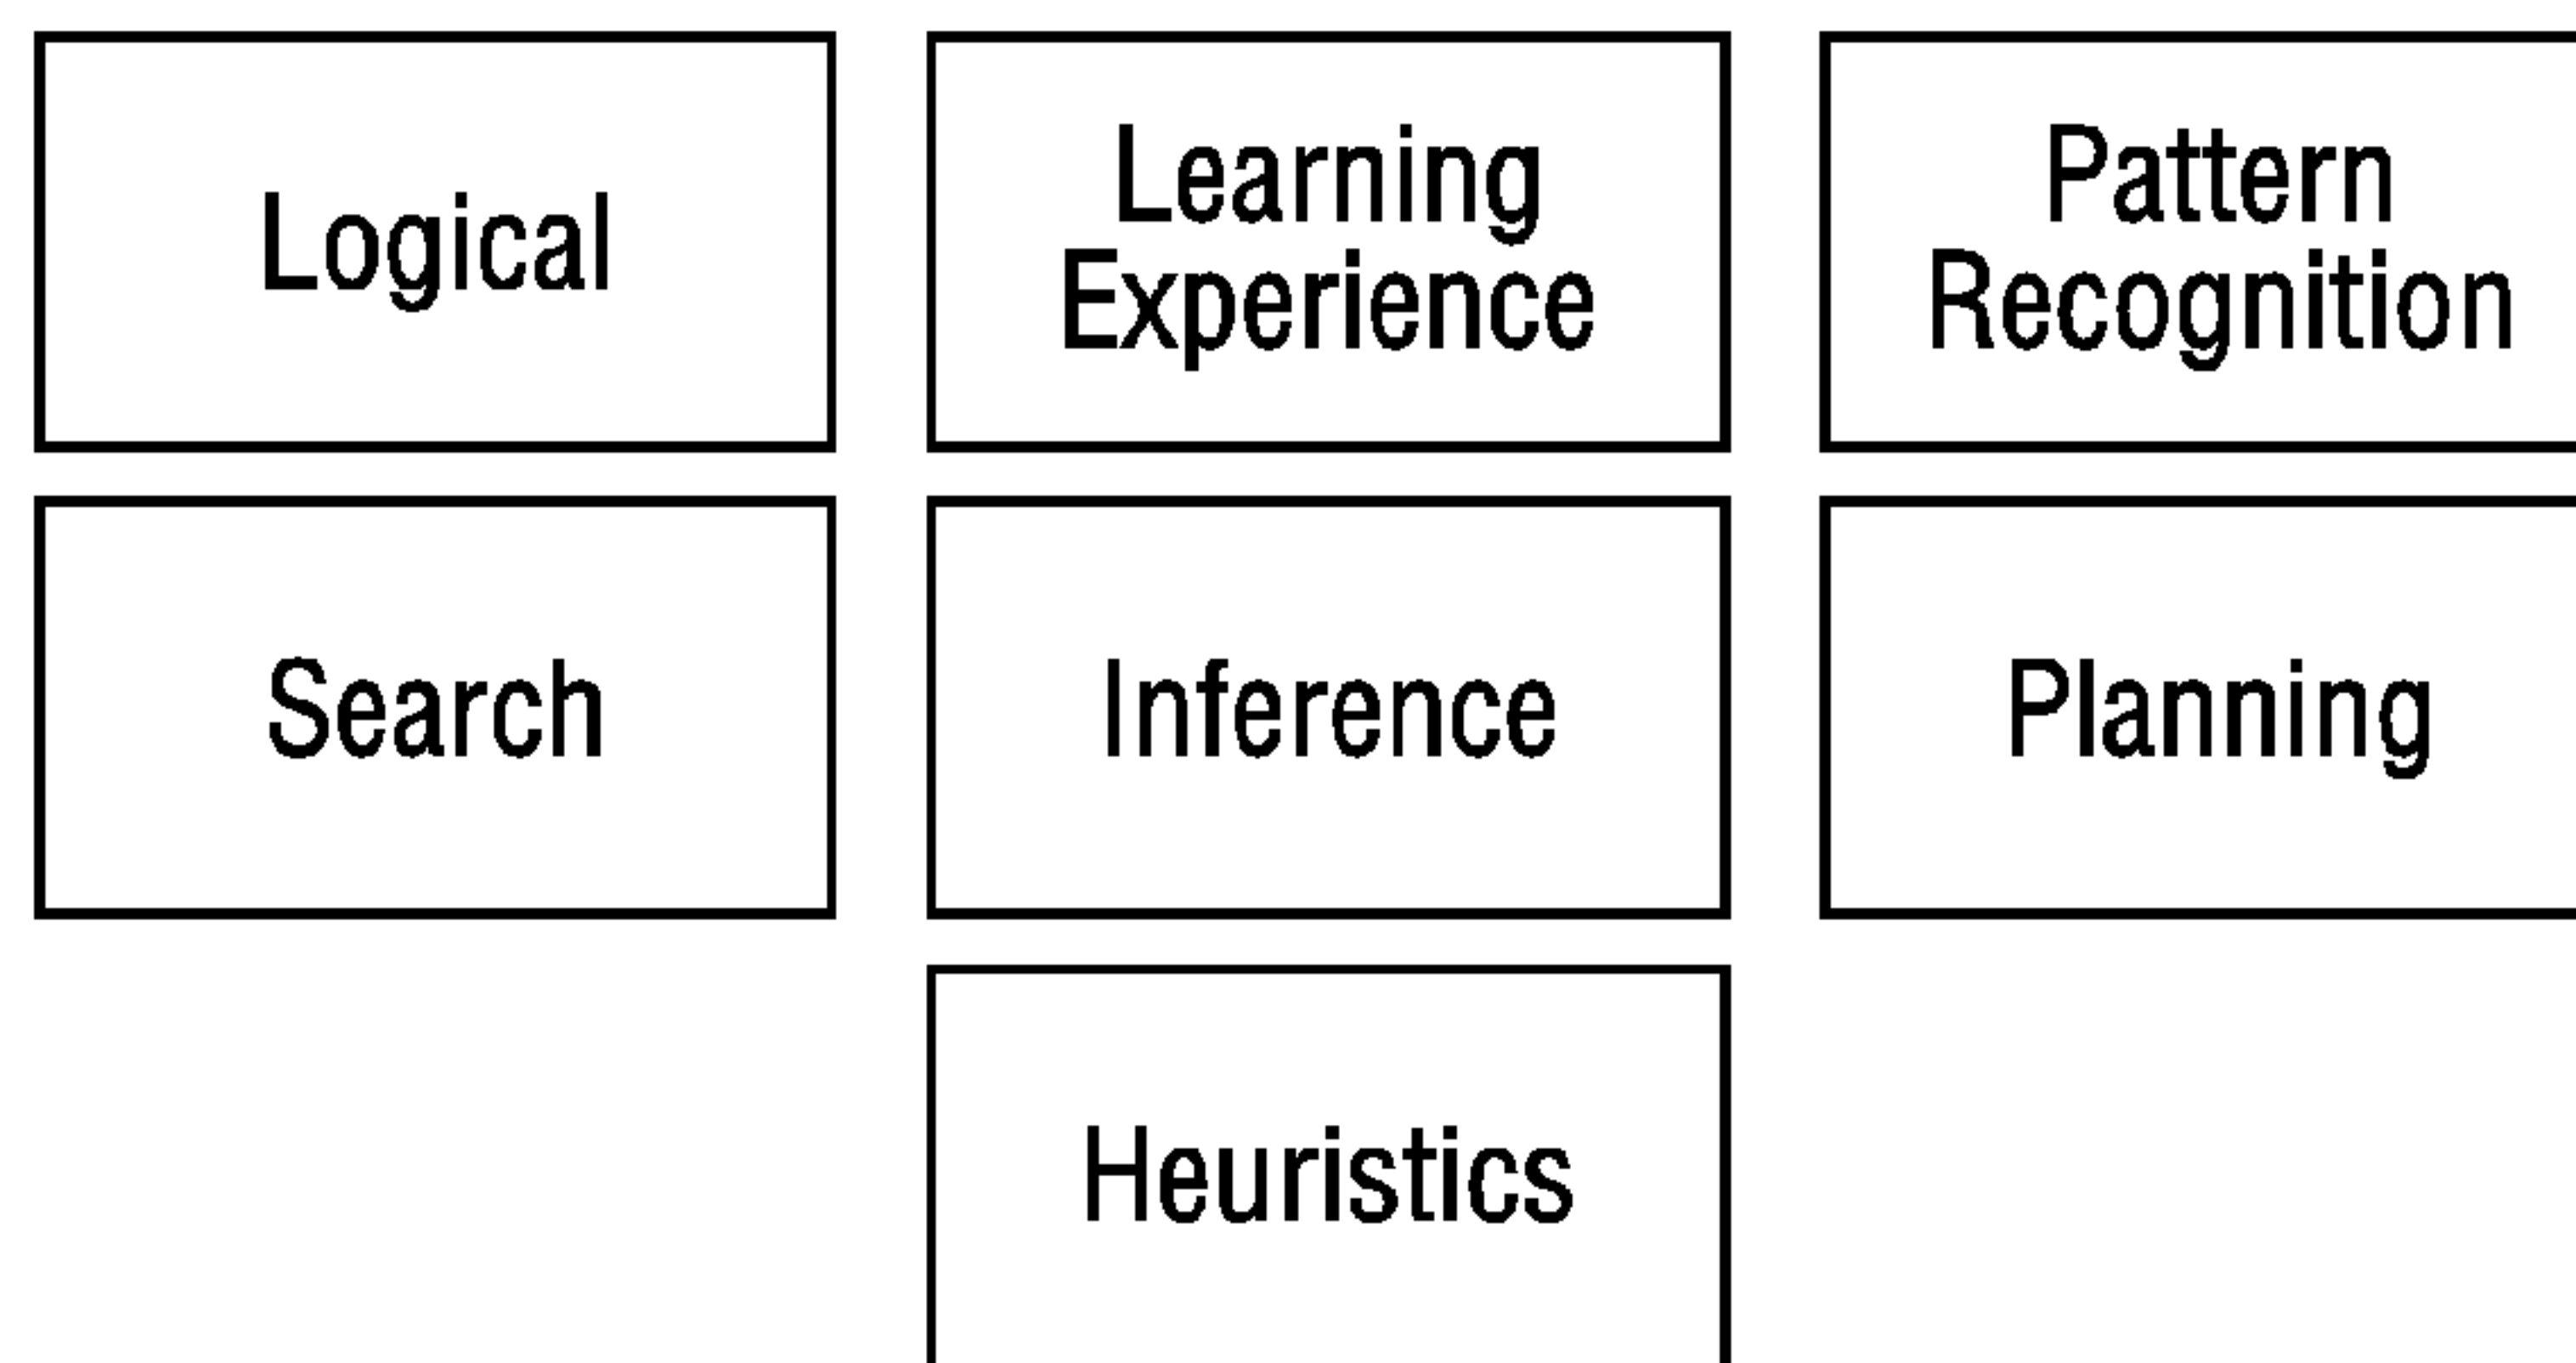 Logical
Learning
Experience
Pattern
Recognition
Search
Inference
Planning
Heuristics